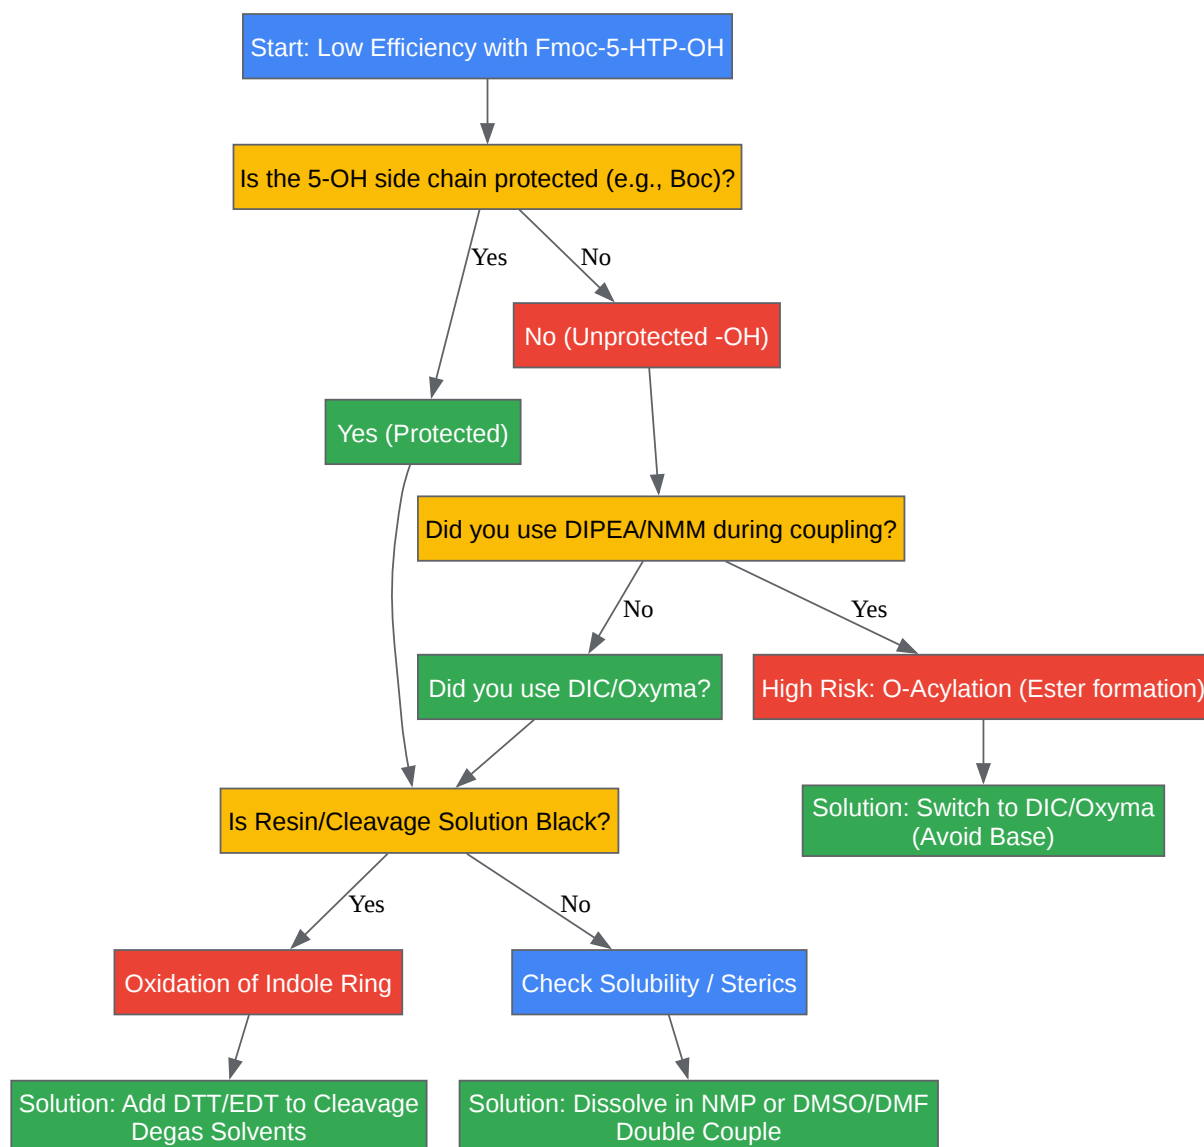 Start: Low Efficiency with Fmoc-5-HTP-OH
Is the 5-OH side chain protected (e.g., Boc)?
Yes
No
No (Unprotected -OH)
Yes (Protected)
Did you use DIPEA/NMM during coupling?
No
Yes
Did you use DIC/Oxyma?
High Risk: O-Acylation (Ester formation)
Solution: Switch to DIC/Oxyma
(Avoid Base)
Is Resin/Cleavage Solution Black?
Yes
No
Oxidation of Indole Ring
Check Solubility / Sterics
Solution: Add DTT/EDT to Cleavage
Degas Solvents
Solution: Dissolve in NMP or DMSO/DMF
Double Couple